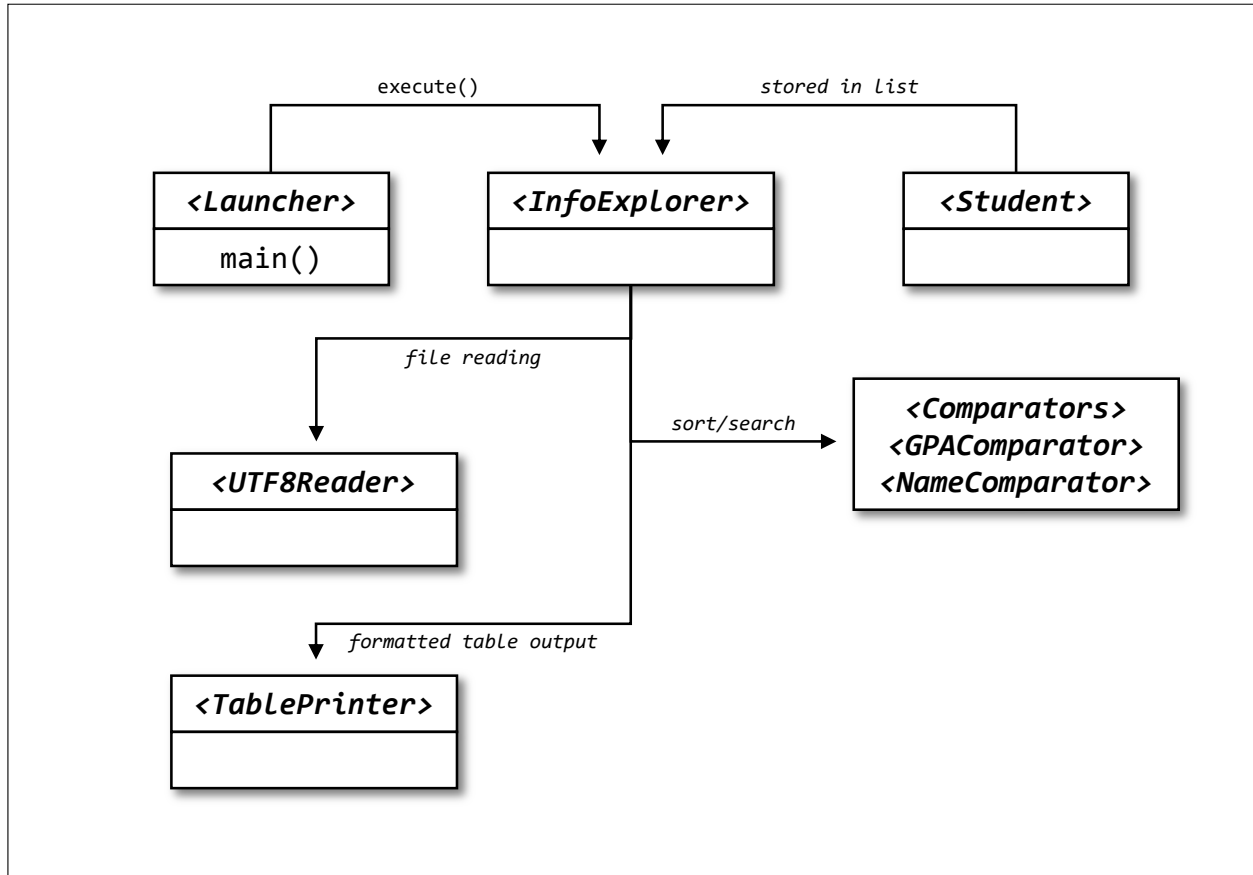 execute()
stored in list
<Launcher>
main()
<InfoExplorer>
<Student>
file reading
sort/search
<Comparators>
<GPAComparator>
<NameComparator>
<UTF8Reader>
formatted table output
<TablePrinter>